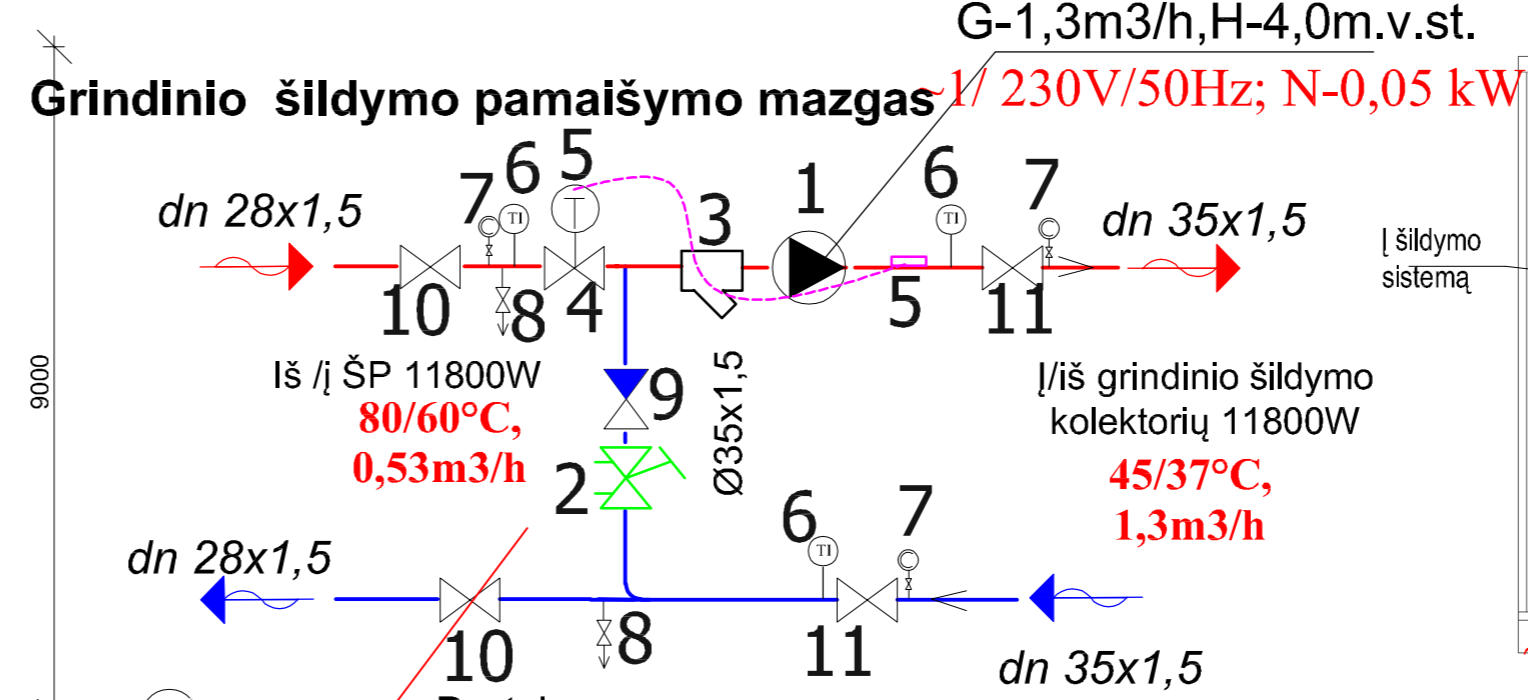 G-1,3m3/h,H-4,0m.v.st.
Grindinio šildymo pamaišymo mazgas
~1/ 230V/50Hz; N-0,05 kW
5
6
7
TI
C
3
1
6
TI
7
C
dn 28x1,5
dn 35x1,5
Į šildymo
sistemą
10
8
4
5
11
9000
Iš /į ŠP 11800W
80/60°C,
0,53m3/h
9
Ø35x1,5
Į/iš grindinio šildymo
kolektorių 11800W
45/37°C,
1,3m3/h
2
6
TI
7
C
dn 28x1,5
10
8
11
dn 35x1,5